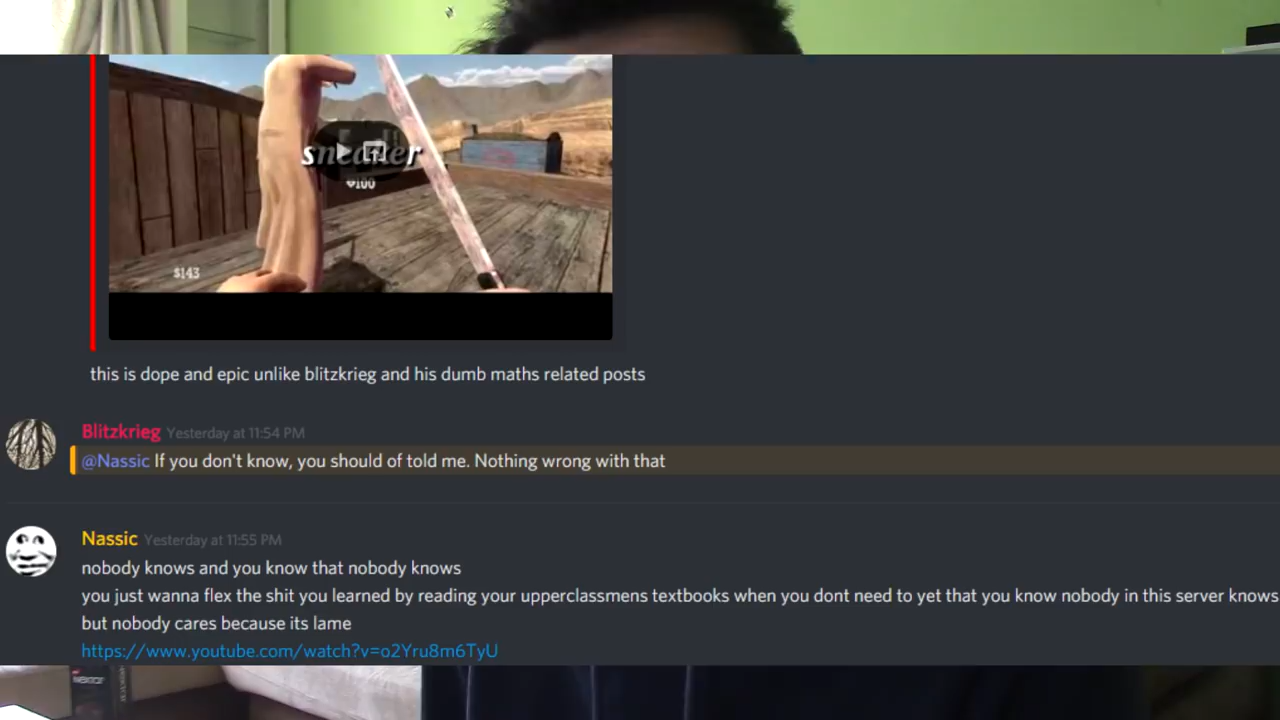 sneaker
♥100
$143
this is dope and epic unlike blitzkrieg and his dumb maths related posts
Blitzkrieg Yesterday at 11:54 PM
@Nassic If you don't know, you should of told me. Nothing wrong with that
Nassic Yesterday at 11:55 PM
nobody knows and you know that nobody knows
you just wanna flex the shit you learned by reading your upperclassmens textbooks when you dont need to yet that you know nobody in this server knows
but nobody cares because its lame
https://www.youtube.com/watch?v=o2Yru8m6TyU